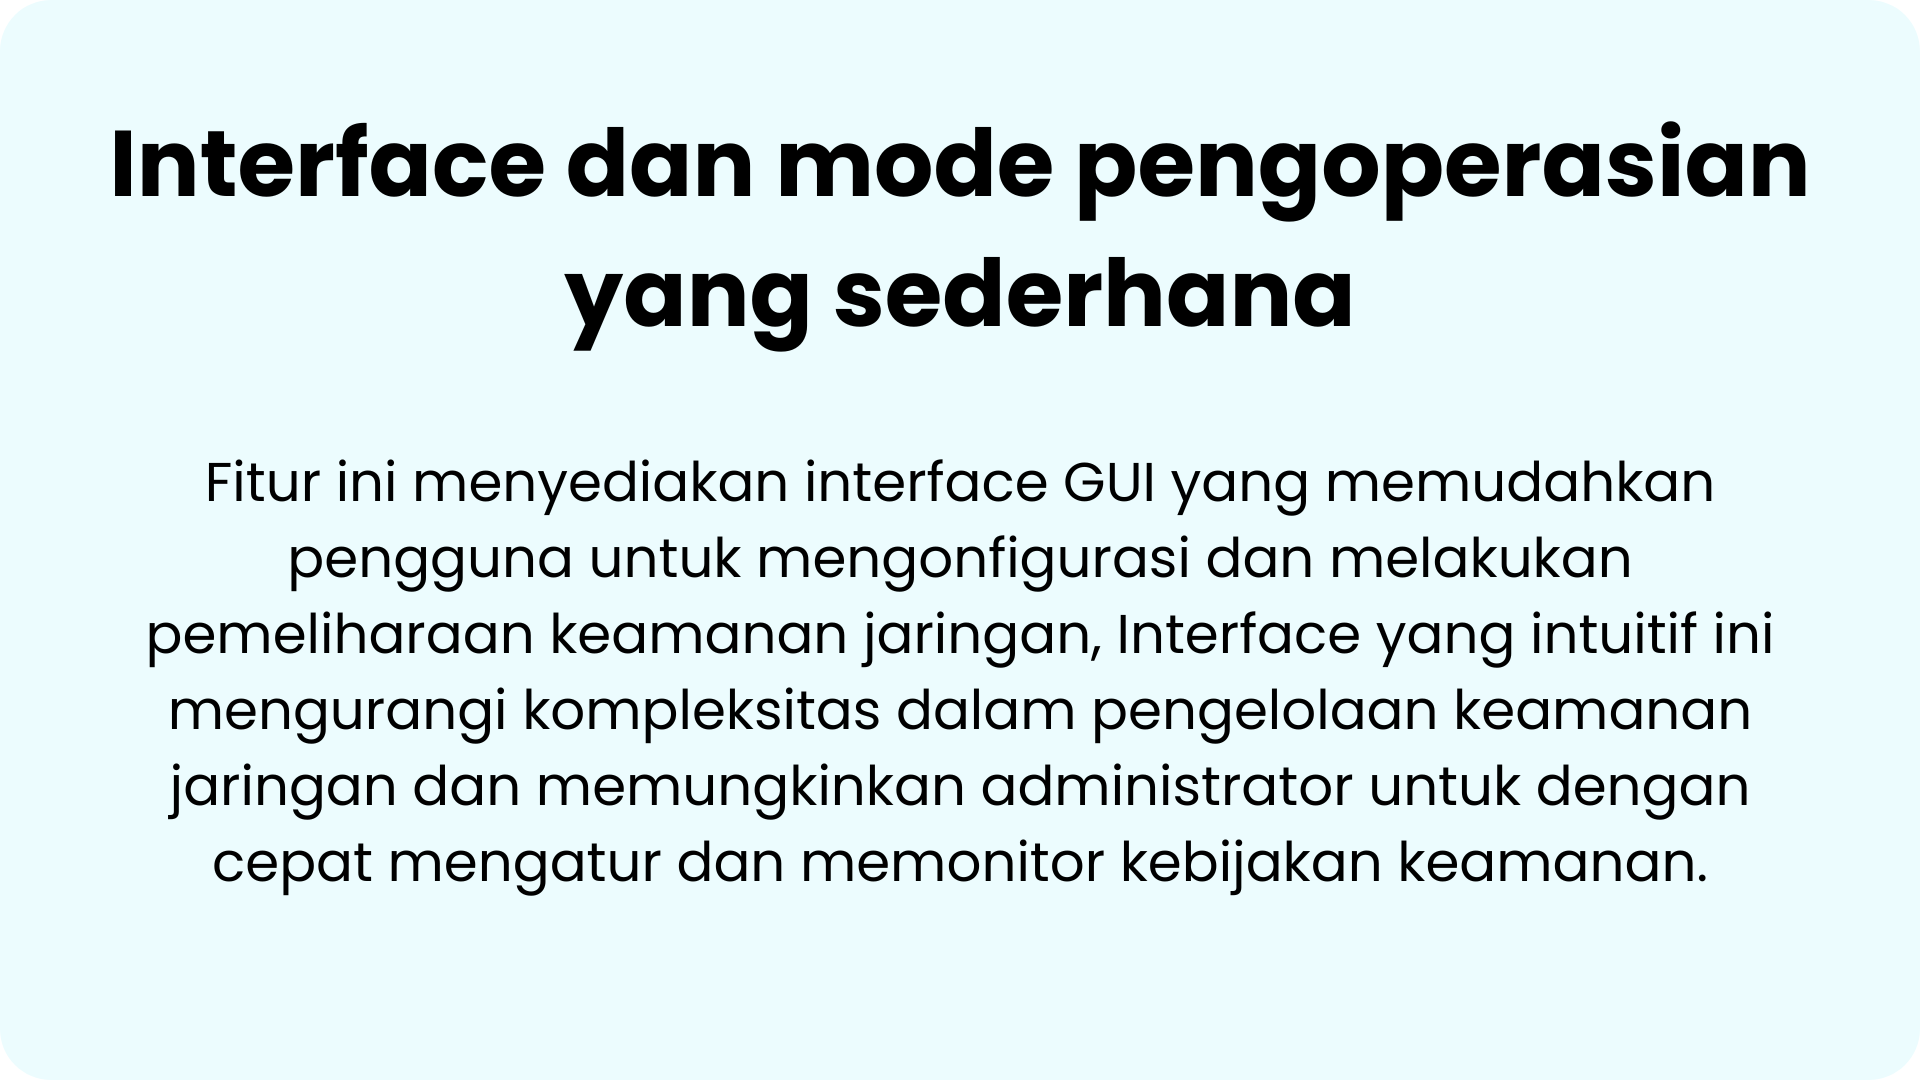 Interface dan mode pengoperasian
yang sederhana
Fitur ini menyediakan interface GUI yang memudahkan
pengguna untuk mengonfigurasi dan melakukan
pemeliharaan keamanan jaringan, Interface yang intuitif ini
mengurangi kompleksitas dalam pengelolaan keamanan
jaringan dan memungkinkan administrator untuk dengan
cepat mengatur dan memonitor kebijakan keamanan.